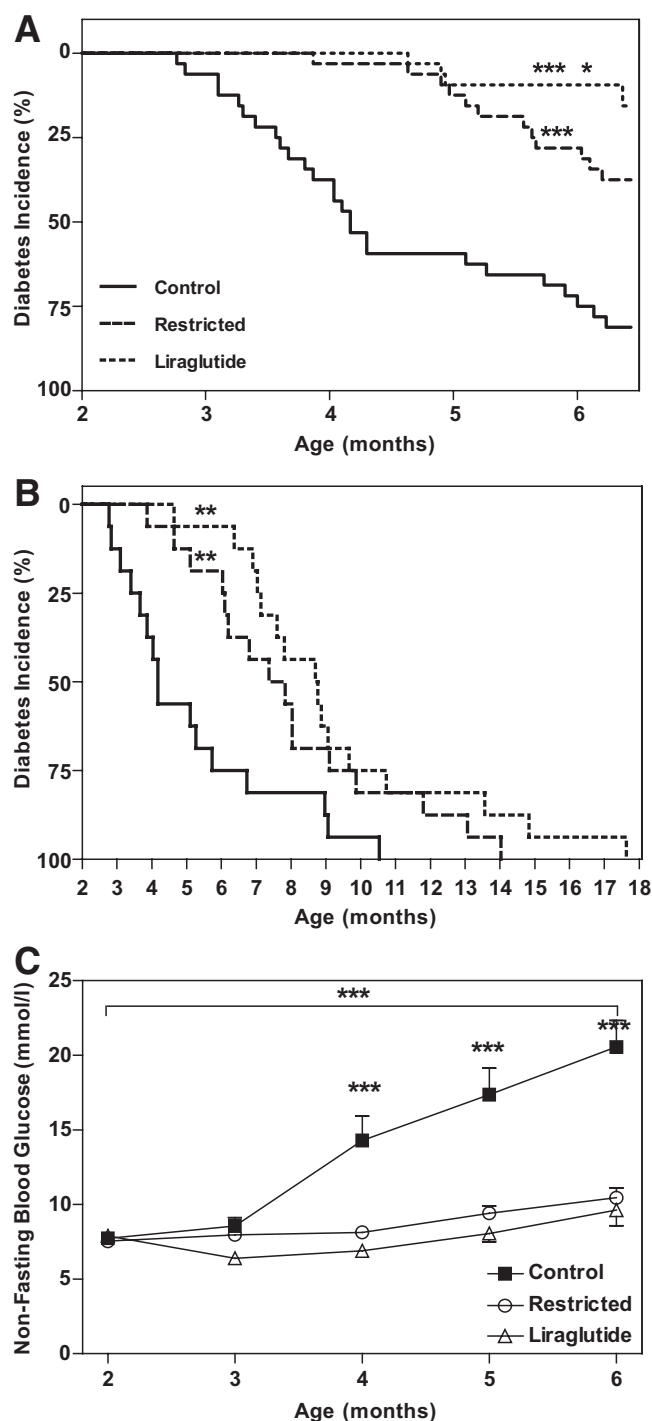 A
Diabetes Incidence (%)
0
25
50
75
100
*** *
***
Control
Restricted
Liraglutide
2 3 4 5 6
Age (months)
B
Diabetes Incidence (%)
0
25
50
75
100
**
**
2 3 4 5 6 7 8 9 10 11 12 13 14 15 16 17 18
Age (months)
C
Non-Fasting Blood Glucose (mmol/l)
25
20
15
10
5
0
***
***
***
***
Control
Restricted
Liraglutide
2 3 4 5 6
Age (months)